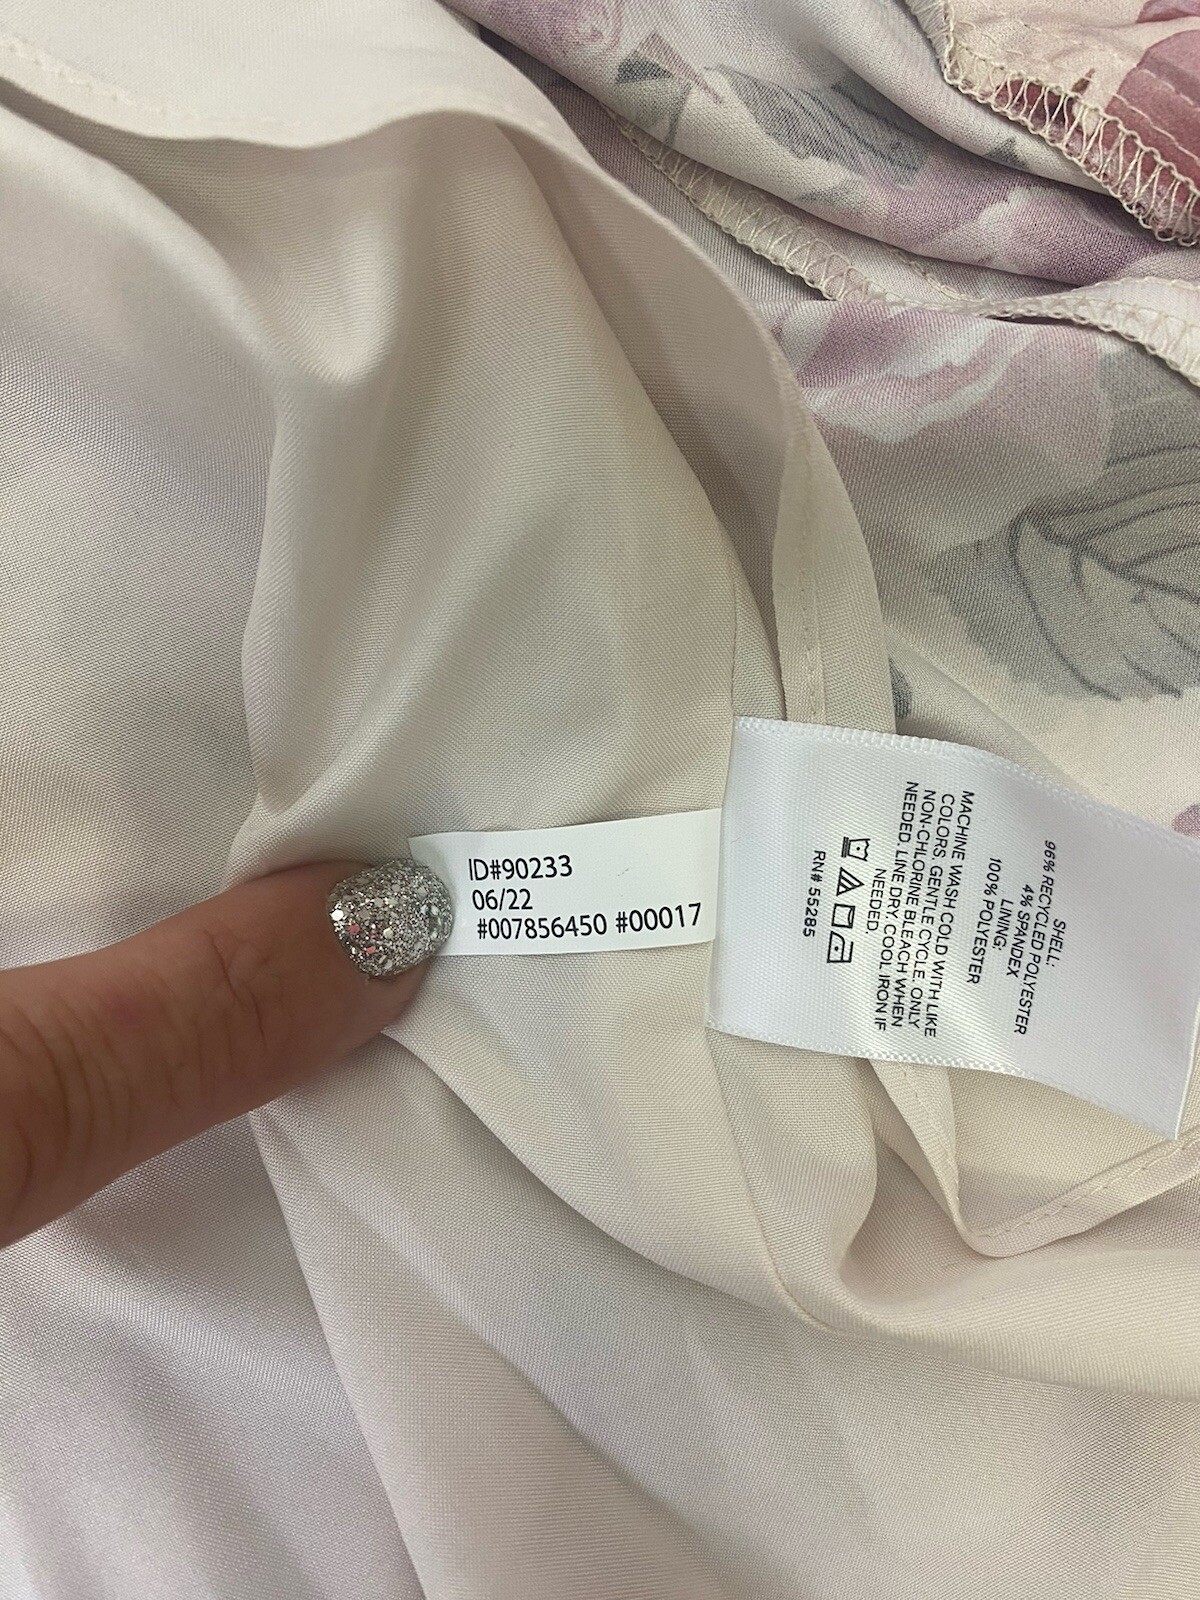 ID#90233
06/22
#007856450 #00017
SHELL:
96% RECYCLED POLYESTER
4% SPANDEX
LINING:
100% POLYESTER
MACHINE WASH COLD WITH LIKE
COLORS. GENTLE CYCLE. ONLY
NON-CHLORINE BLEACH WHEN
NEEDED. LINE DRY. COOL IRON IF
NEEDED.
RN# 55285